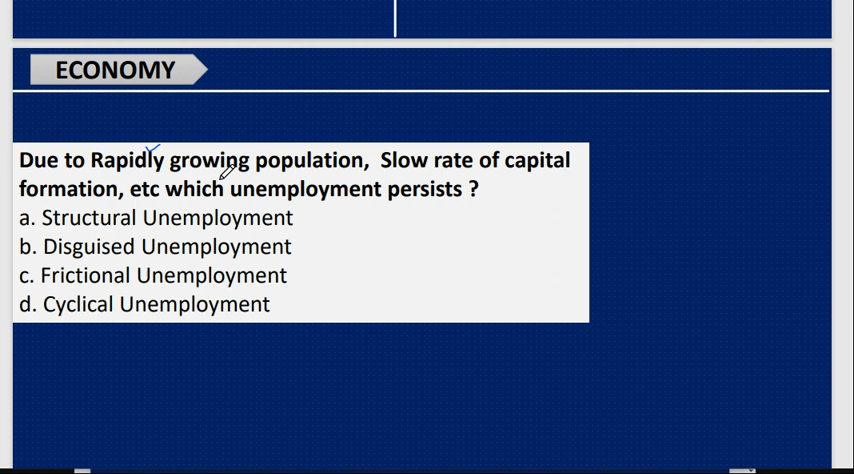 ECONOMY
Due to Rapidly growing population, Slow rate of capital
formation, etc which unemployment persists ?
a. Structural Unemployment
b. Disguised Unemployment
c. Frictional Unemployment
d. Cyclical Unemployment